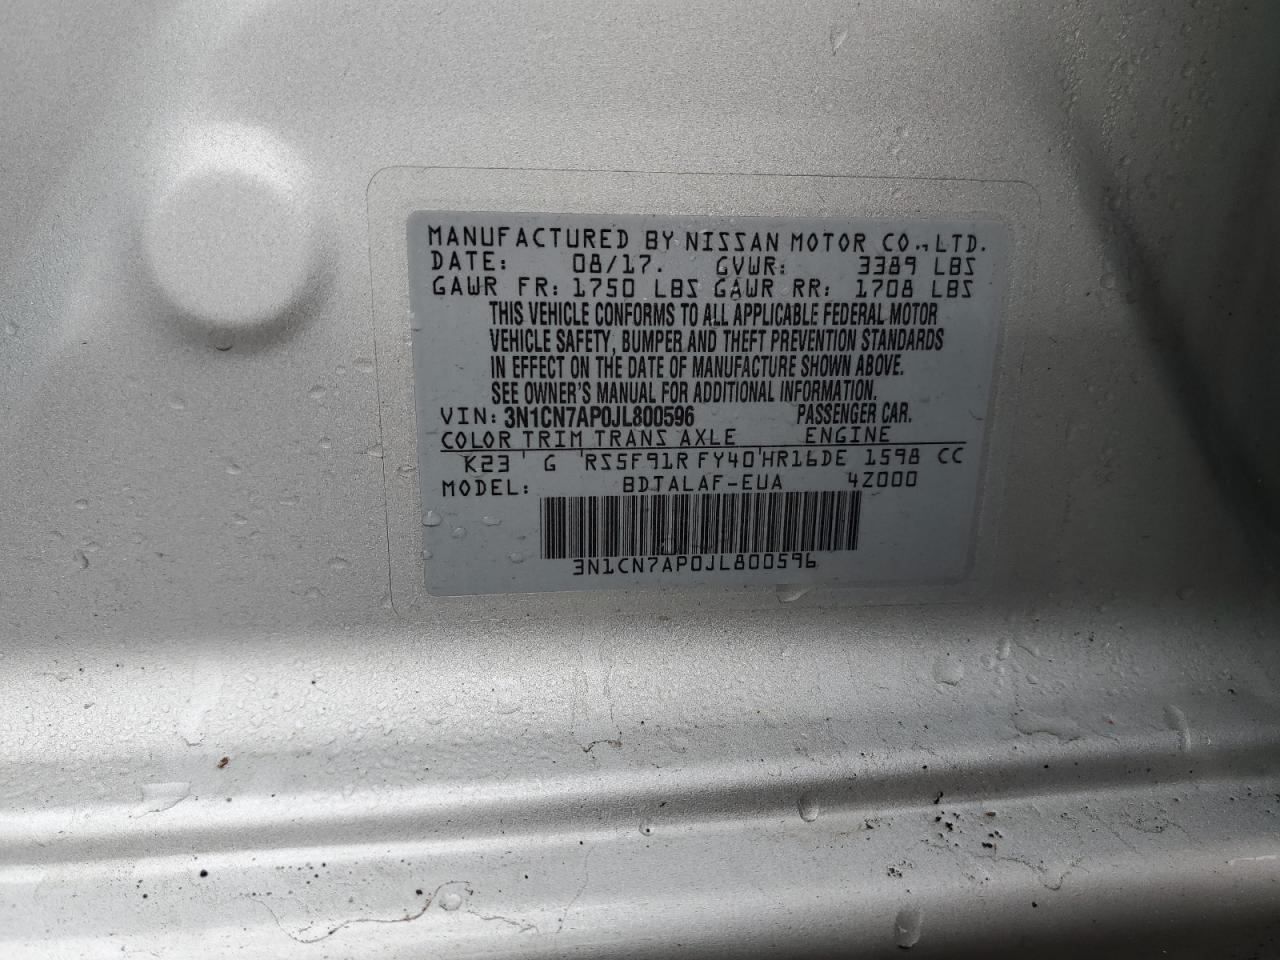 MANUFACTURED BY NISSAN MOTOR CO., LTD.
DATE: 08/17. GVWR: 3389 LBS
GAWR FR: 1750 LBS GAWR RR: 1708 LBS
THIS VEHICLE CONFORMS TO ALL APPLICABLE FEDERAL MOTOR
VEHICLE SAFETY, BUMPER AND THEFT PREVENTION STANDARDS
IN EFFECT ON THE DATE OF MANUFACTURE SHOWN ABOVE.
SEE OWNER'S MANUAL FOR ADDITIONAL INFORMATION.
VIN: 3N1CN7AP0JL800596 PASSENGER CAR.
COLOR TRIM TRANS AXLE ENGINE
K23 G RS5F91R FY40 HR16DE 1598 CC
MODEL: BDTALAF-EUA 4Z000
3N1CN7AP0JL800596